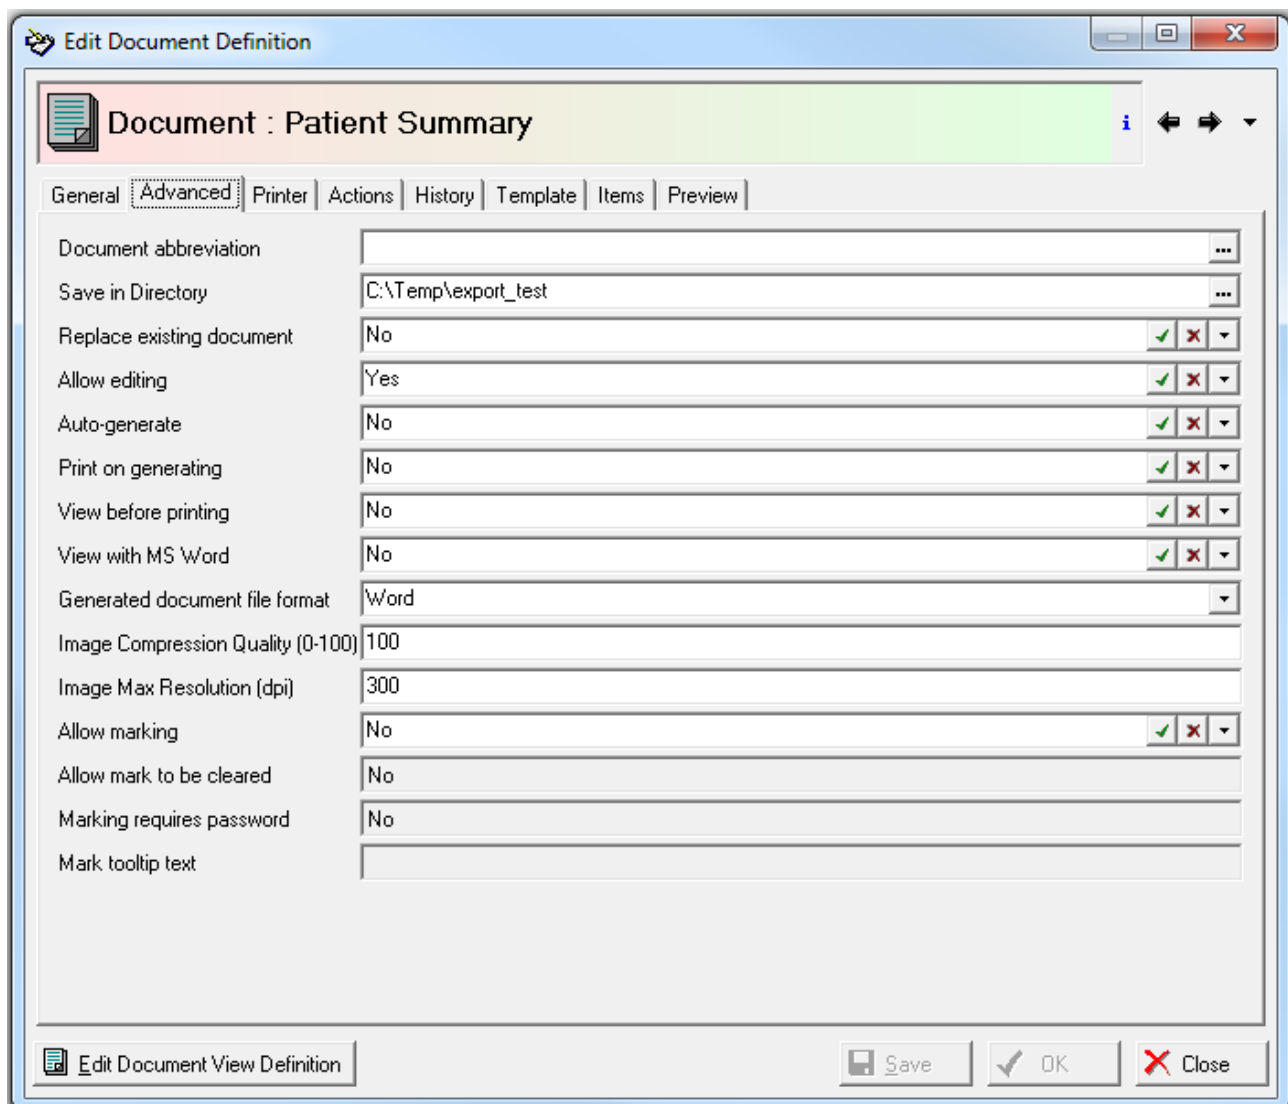 Edit Document Definition
Document : Patient Summary
i
General Advanced Printer Actions History Template Items Preview
Document abbreviation ...
Save in Directory C:\Temp\export_test ...
Replace existing document No
Allow editing Yes
Auto-generate No
Print on generating No
View before printing No
View with MS Word No
Generated document file format Word
Image Compression Quality (0-100) 100
Image Max Resolution (dpi) 300
Allow marking No
Allow mark to be cleared No
Marking requires password No
Mark tooltip text
Edit Document View Definition Save OK Close